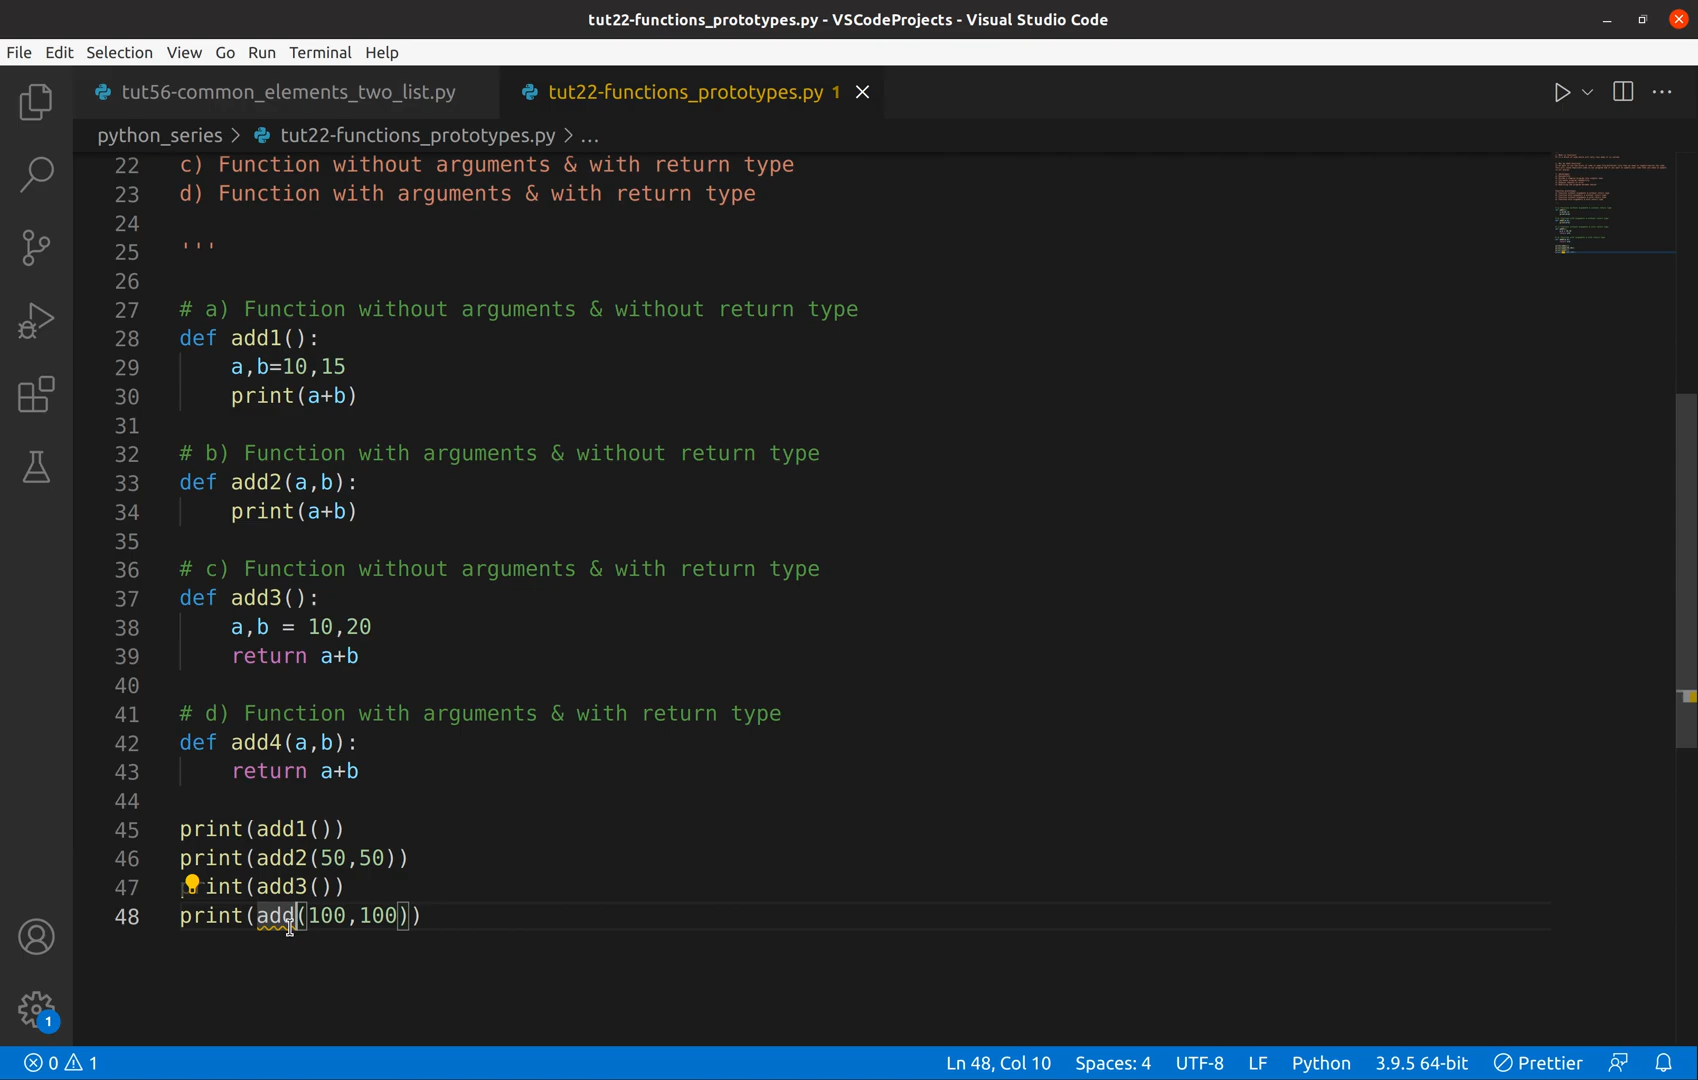 tut22-functions_prototypes.py - VSCodeProjects - Visual Studio Code
File Edit Selection View Go Run Terminal Help
tut56-common_elements_two_list.py tut22-functions_prototypes.py 1
python_series > tut22-functions_prototypes.py > ...
22 c) Function without arguments & with return type
23 d) Function with arguments & with return type
24
25 '''
26
27 # a) Function without arguments & without return type
28 def add1():
29 a,b=10,15
30 print(a+b)
31
32 # b) Function with arguments & without return type
33 def add2(a,b):
34 print(a+b)
35
36 # c) Function without arguments & with return type
37 def add3():
38 a,b = 10,20
39 return a+b
40
41 # d) Function with arguments & with return type
42 def add4(a,b):
43 return a+b
44
45 print(add1())
46 print(add2(50,50))
47 print(add3())
48 print(add(100,100))
1
0 1 Ln 48, Col 10 Spaces: 4 UTF-8 LF Python 3.9.5 64-bit Prettier